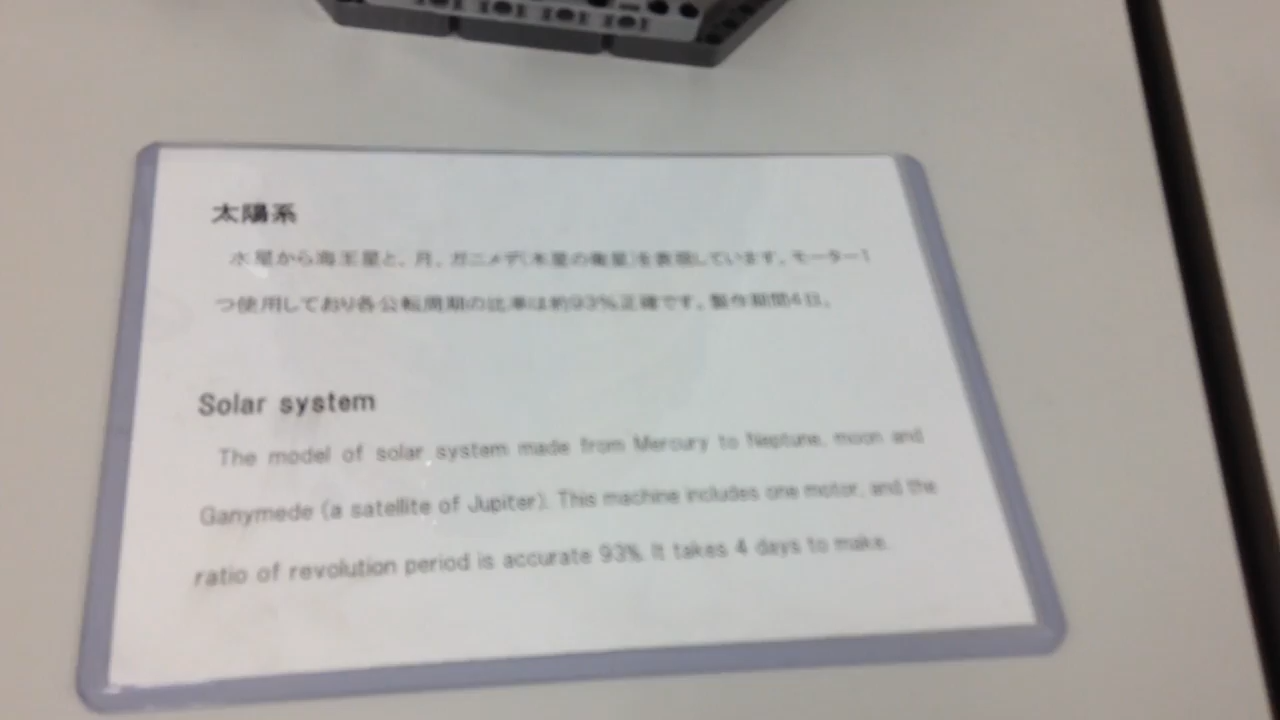 太陽系
水星から海王星と、月、ガニメデ(木星の衛星)を表現しています。モーター1
つ使用しており各公転周期の比率は約93%正確です。製作期間4日。
Solar system
The model of solar system made from Mercury to Neptune, moon and
Ganymede (a satellite of Jupiter). This machine includes one motor, and the
ratio of revolution period is accurate 93%. It takes 4 days to make.